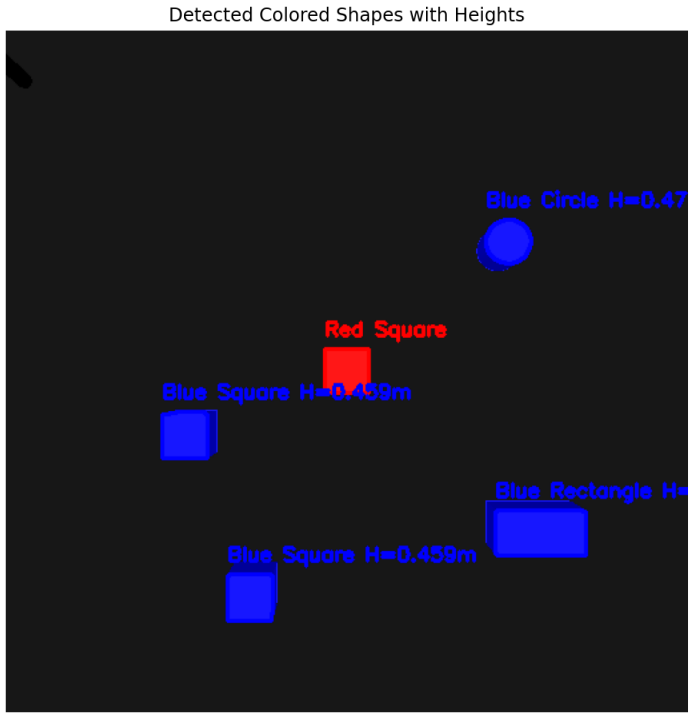 Detected Colored Shapes with Heights
Blue Circle H=0.47
Red Square
Blue Square H=0.459m
Blue Rectangle H=
Blue Square H=0.459m